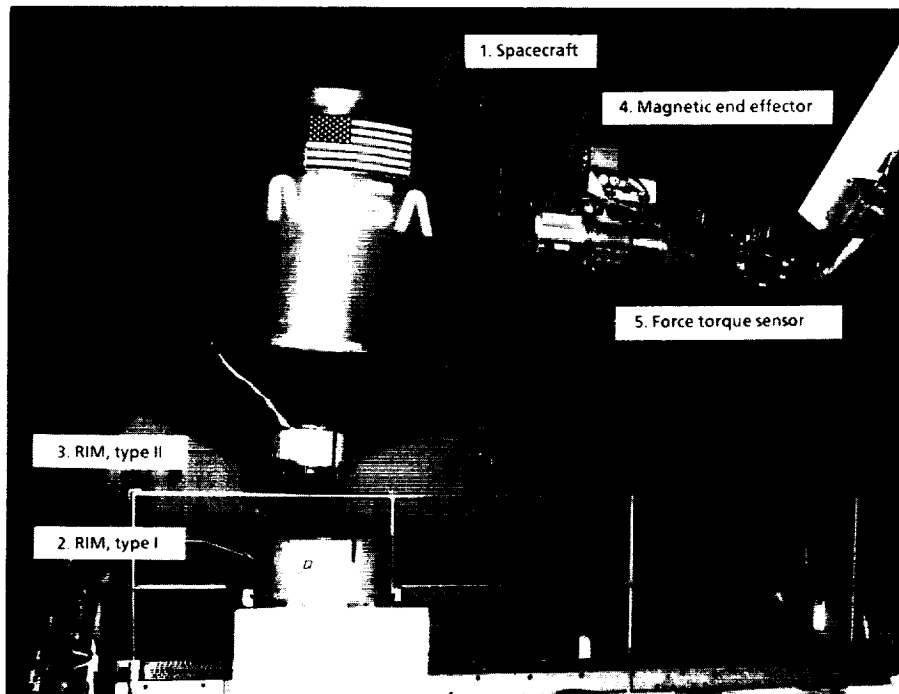 1. Spacecraft
4. Magnetic end effector
5. Force torque sensor
3. RIM, type II
2. RIM, type I